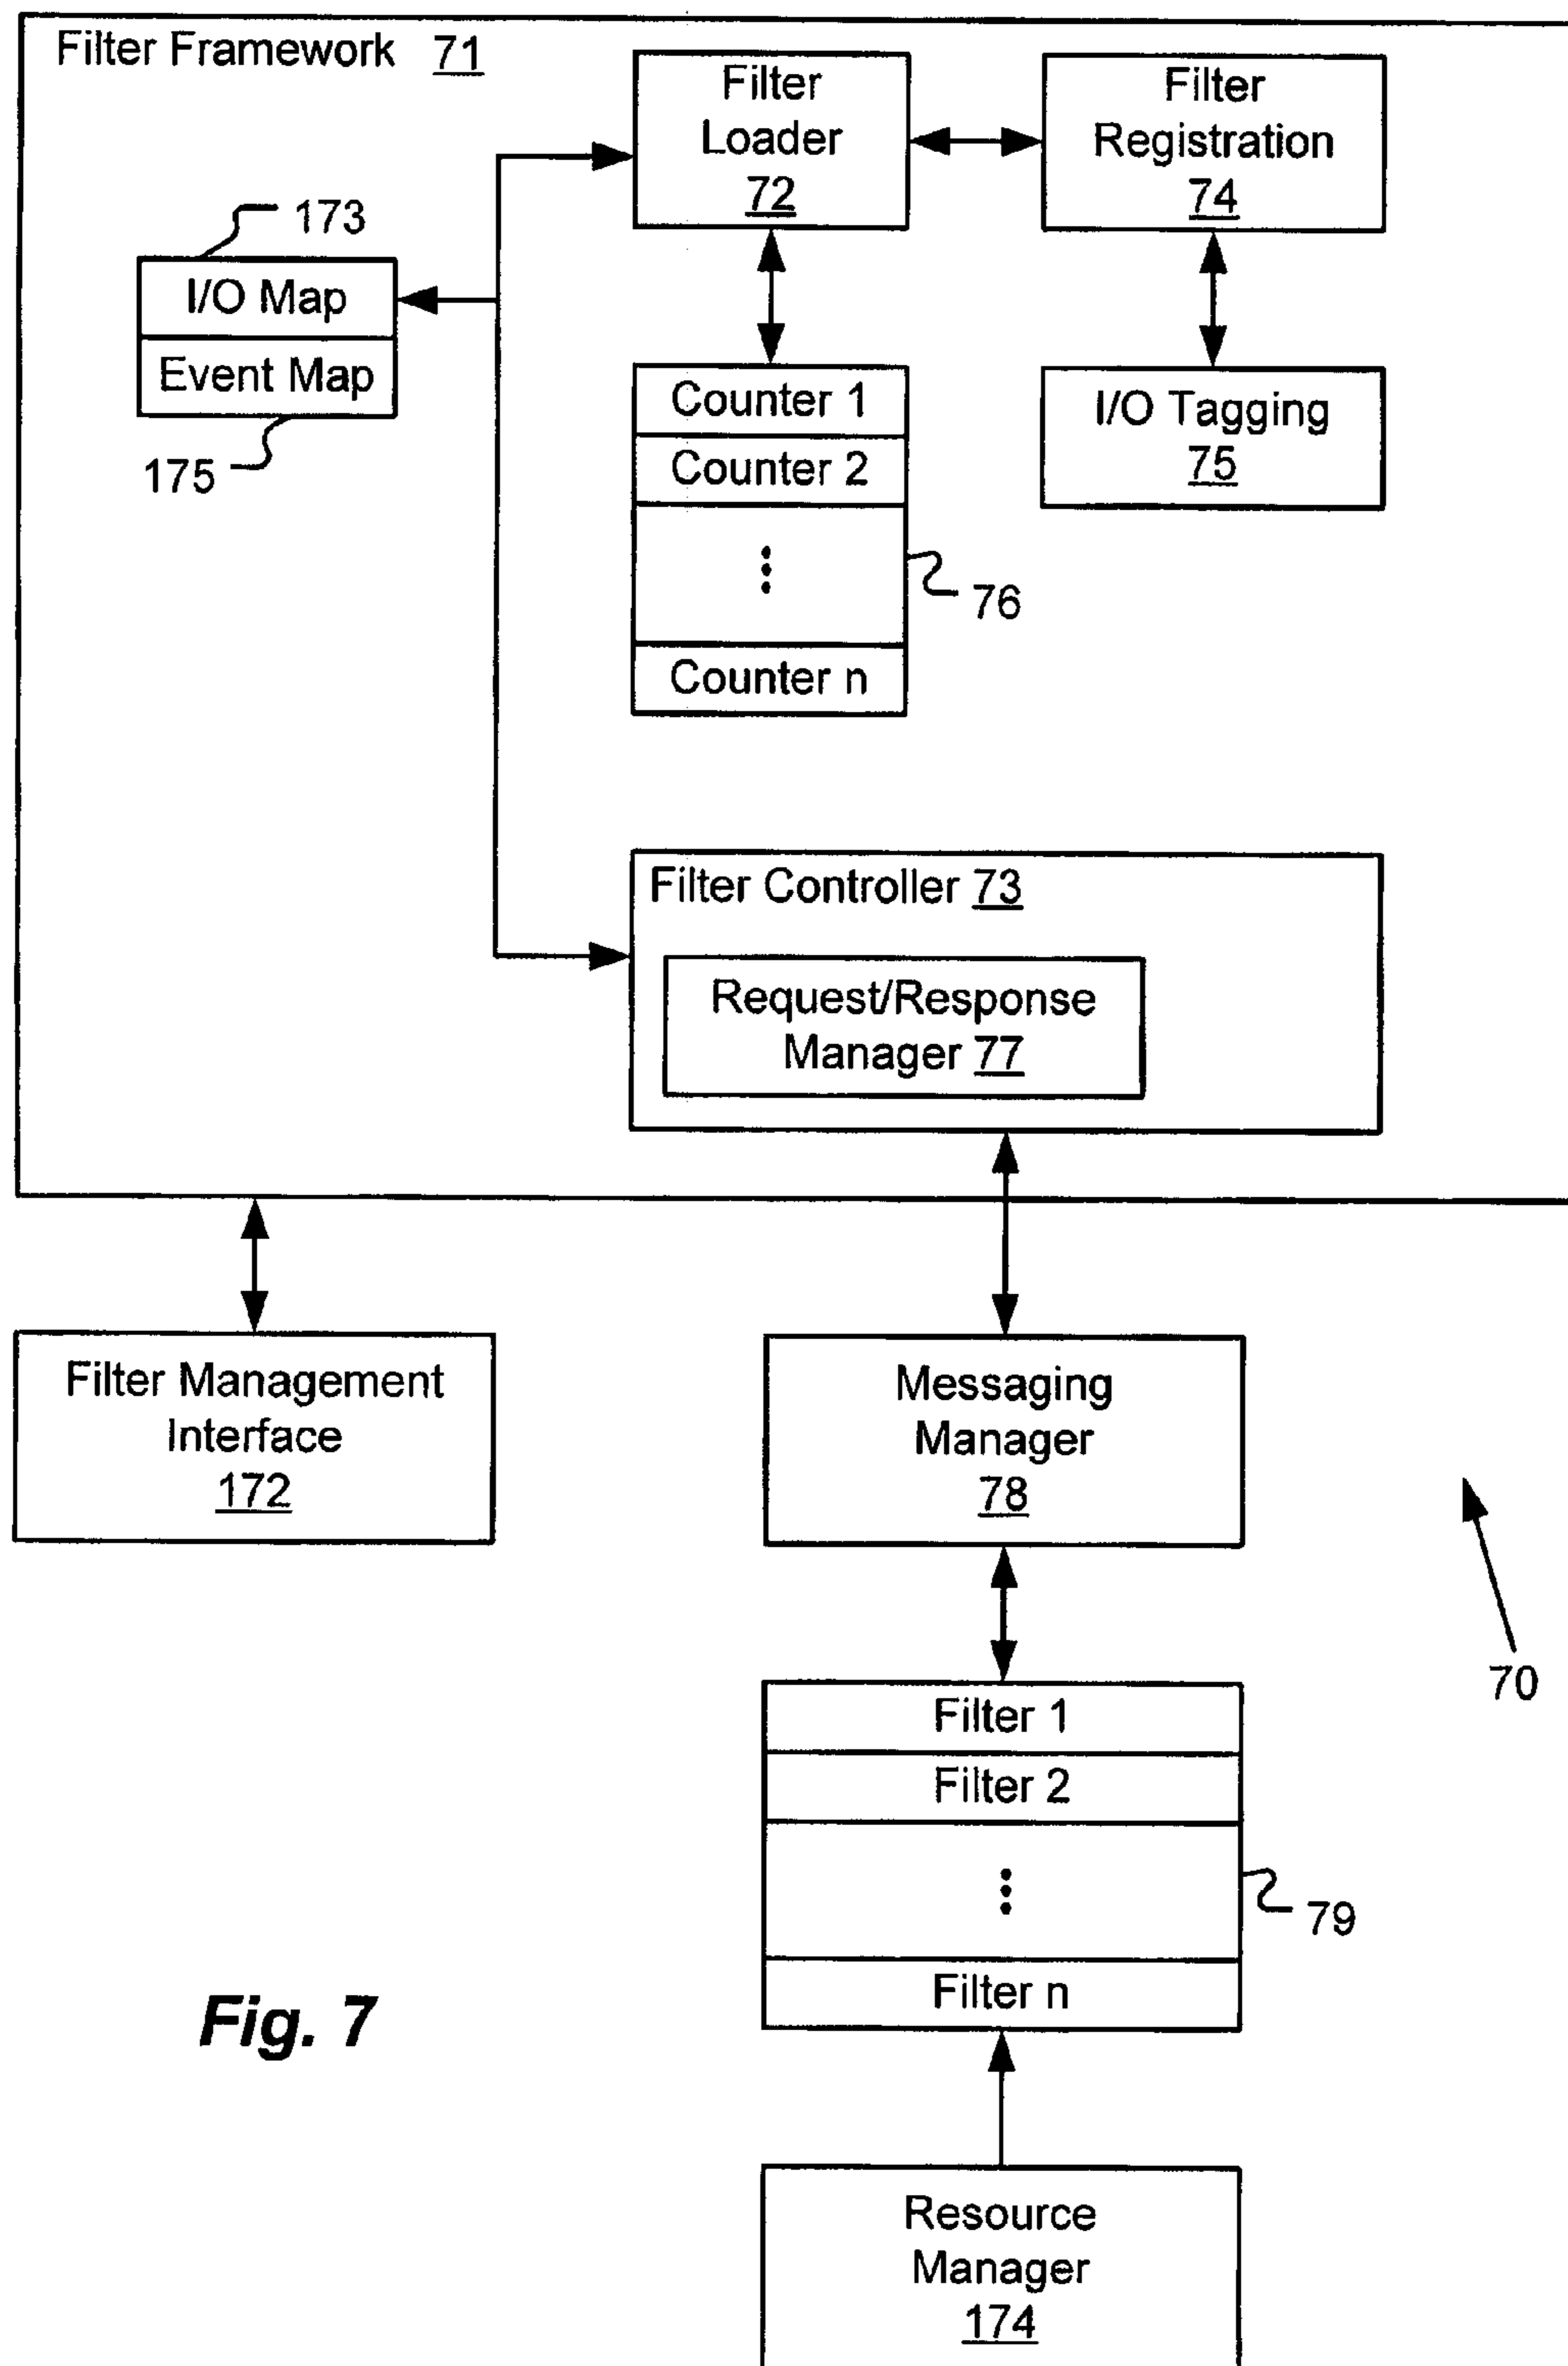 Filter Framework 71
Filter
Loader
72
Filter
Registration
74
173
I/O Map
Event Map
175
Counter 1
Counter 2
Counter n
76
I/O Tagging
75
Filter Controller 73
Request/Response
Manager 77
Filter Management
Interface
172
Messaging
Manager
78
70
Filter 1
Filter 2
Filter n
79
Fig. 7
Resource
Manager
174